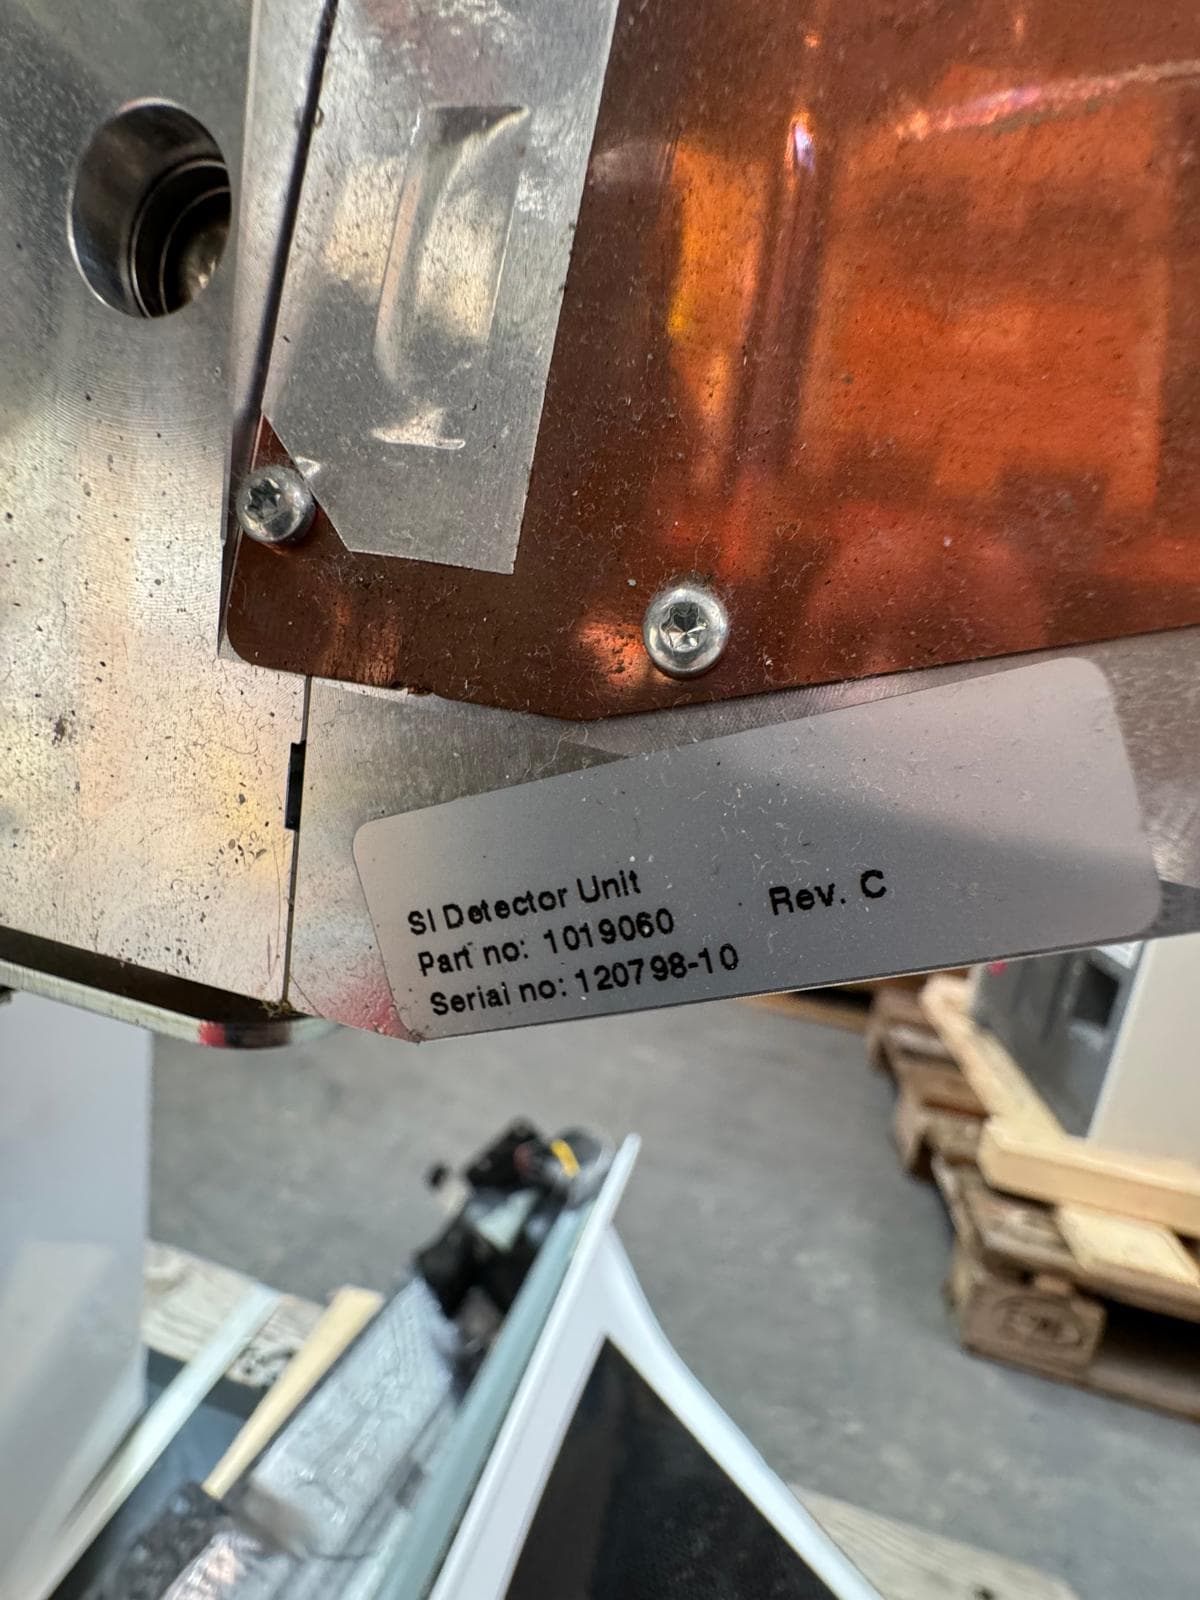 SI Detector Unit
Part no: 1019060 Rev. C
Serial no: 120798-10